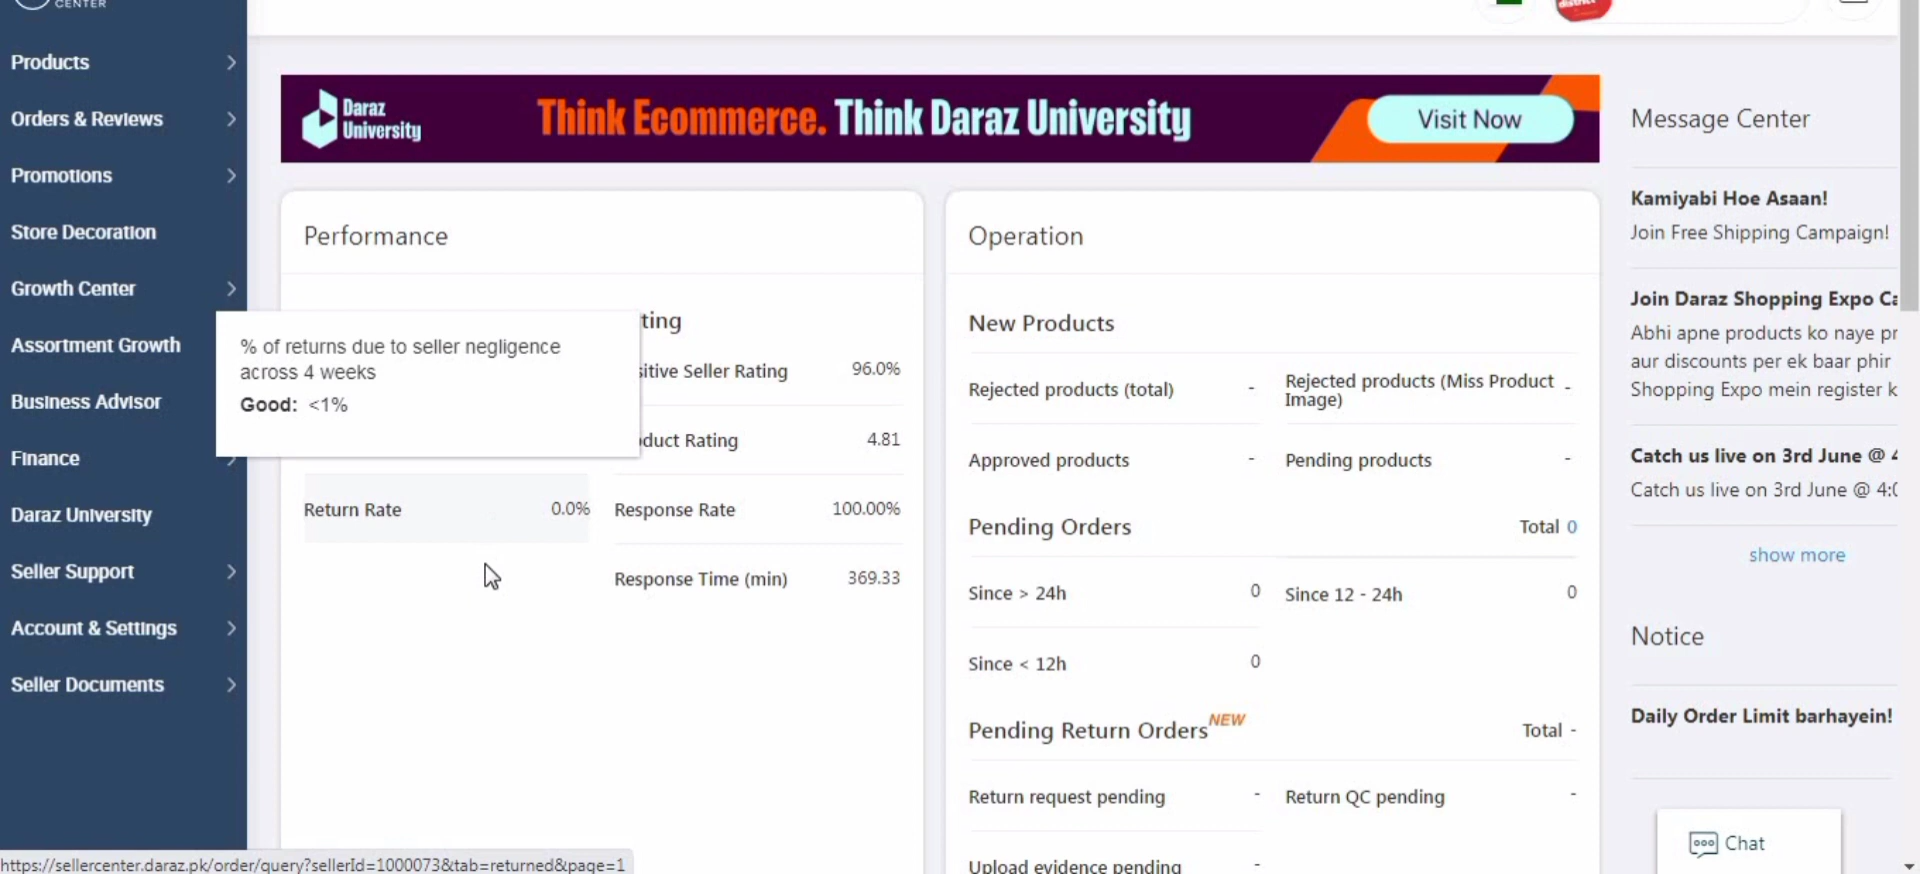 CENTER
Products
Orders & Reviews
Promotions
Store Decoration
Growth Center
Assortment Growth
Business Advisor
Finance
Daraz University
Seller Support
Account & Settings
Seller Documents
district
Daraz
University
Think Ecommerce. Think Daraz University
Visit Now
Performance
% of returns due to seller negligence
across 4 weeks
Good: <1%
ting
sitive Seller Rating 96.0%
duct Rating 4.81
Return Rate 0.0%
Response Rate 100.00%
Response Time (min) 369.33
Operation
New Products
Rejected products (total) -
Rejected products (Miss Product
Image) -
Approved products -
Pending products -
Pending Orders Total 0
Since > 24h 0
Since 12 - 24h 0
Since < 12h 0
Pending Return Orders NEW Total -
Return request pending -
Return QC pending -
Upload evidence pending -
Message Center
Kamiyabi Hoe Asaan!
Join Free Shipping Campaign!
Join Daraz Shopping Expo Ca
Abhi apne products ko naye pr
aur discounts per ek baar phir
Shopping Expo mein register k
Catch us live on 3rd June @ 4
Catch us live on 3rd June @ 4:0
show more
Notice
Daily Order Limit barhayein!
Chat
https://sellercenter.daraz.pk/order/query?sellerId=1000073&tab=returned&page=1